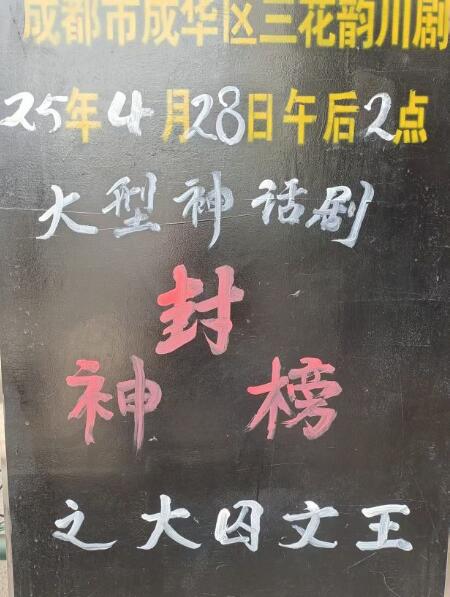 成都市成华区三花韵川剧
25年4月28日午后2点
大型神话剧
封
神榜
之大囚文王